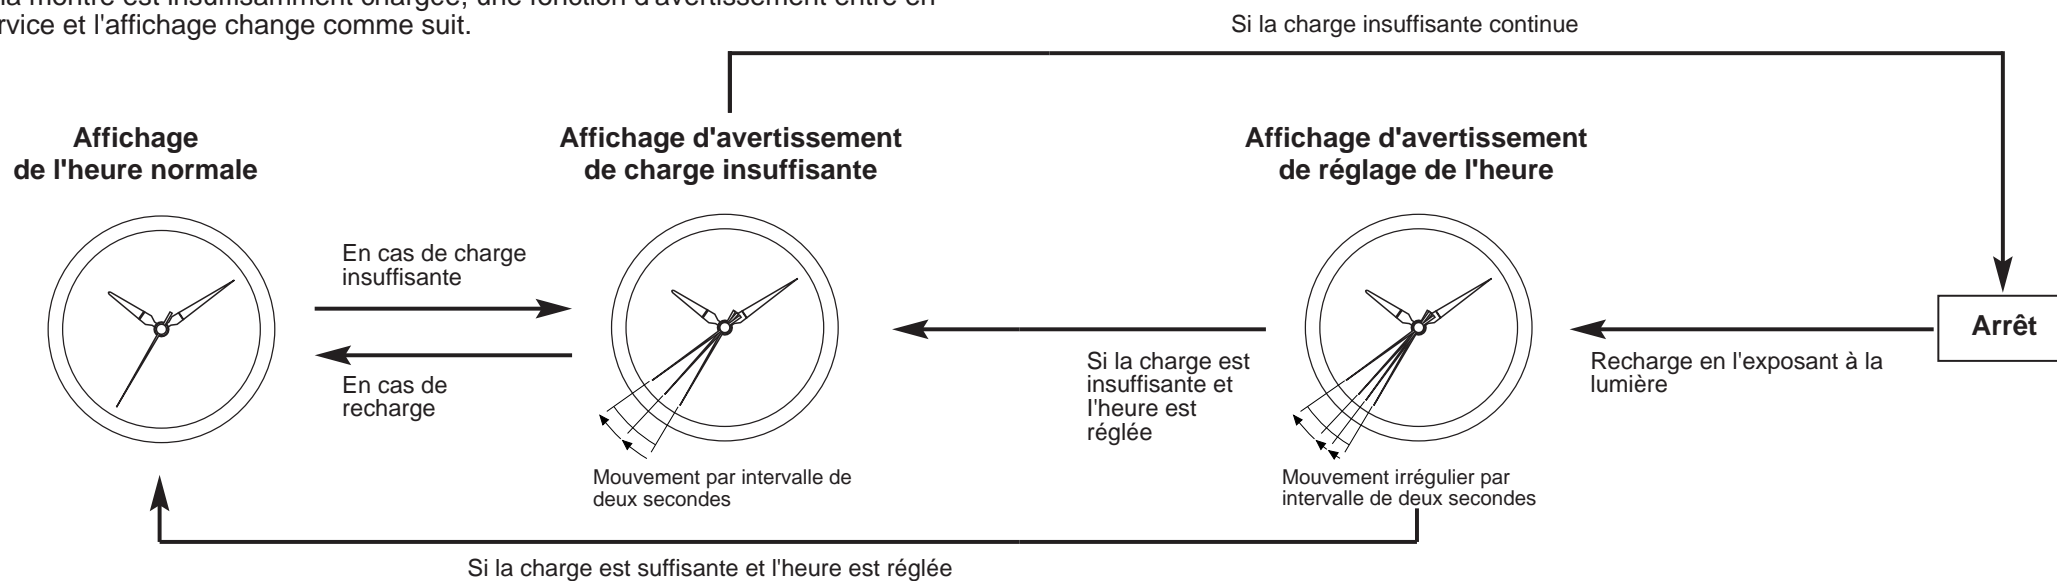 la montre est insuffisamment chargée, une fonction d'avertissement entre en
rvice et l'affichage change comme suit.
Si la charge insuffisante continue
Affichage
de l'heure normale
Affichage d'avertissement
de charge insuffisante
Affichage d'avertissement
de réglage de l'heure
En cas de charge
insuffisante
En cas de
recharge
Si la charge est
insuffisante et
l'heure est
réglée
Arrêt
Recharge en l'exposant à la
lumière
Mouvement par intervalle de
deux secondes
Mouvement irrégulier par
intervalle de deux secondes
Si la charge est suffisante et l'heure est réglée